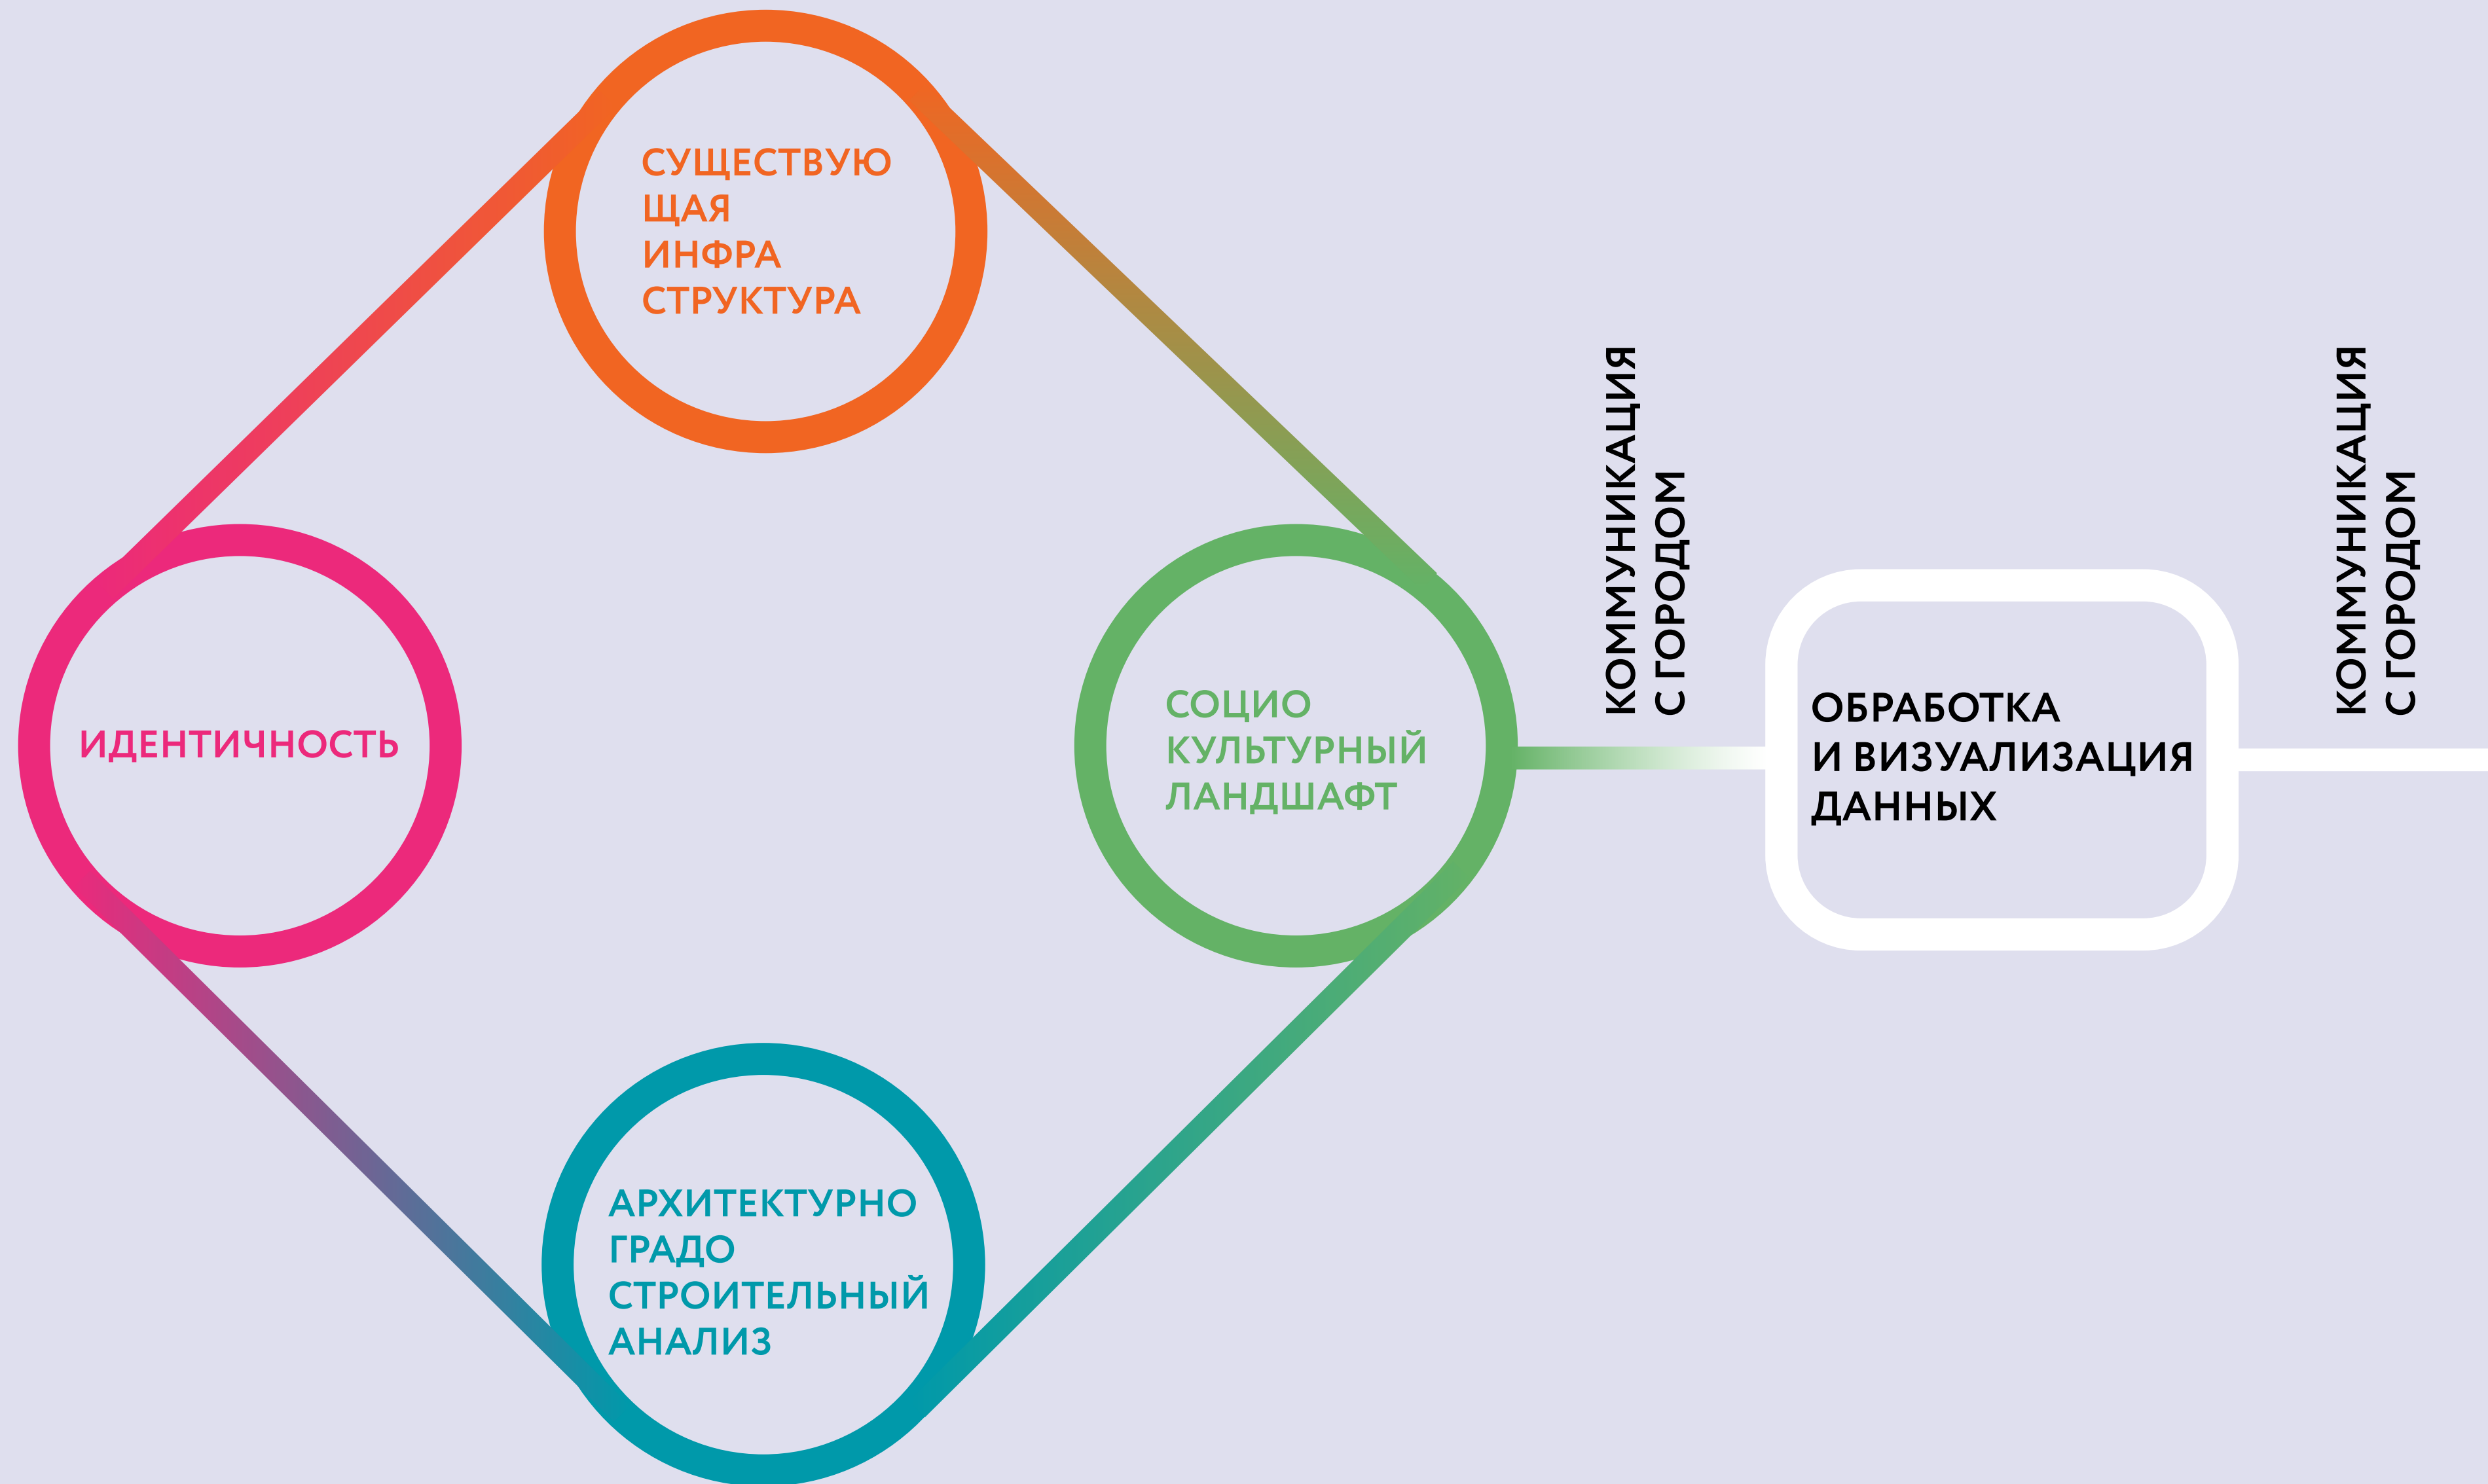 СУЩЕСТВУЮ
ЩАЯ
ИНФРА
СТРУКТУРА
ИДЕНТИЧНОСТЬ
СОЦИО
КУЛЬТУРНЫЙ
ЛАНДШАФТ
АРХИТЕКТУРНО
ГРАДО
СТРОИТЕЛЬНЫЙ
АНАЛИЗ
КОММУНИКАЦИЯ
С ГОРОДОМ
ОБРАБОТКА
И ВИЗУАЛИЗАЦИЯ
ДАННЫХ
КОММУНИКАЦИЯ
С ГОРОДОМ